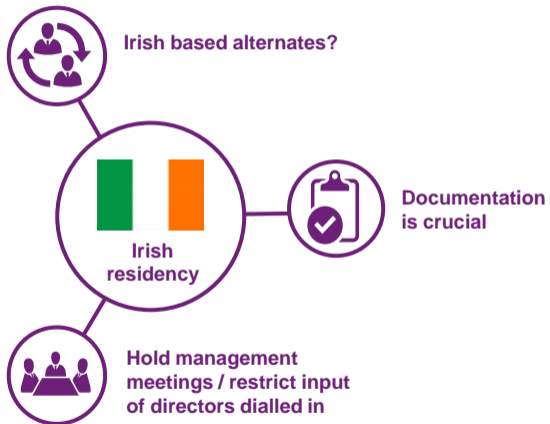 Irish based alternates?
Irish
residency
Documentation
is crucial
Hold management
meetings / restrict input
of directors dialled in